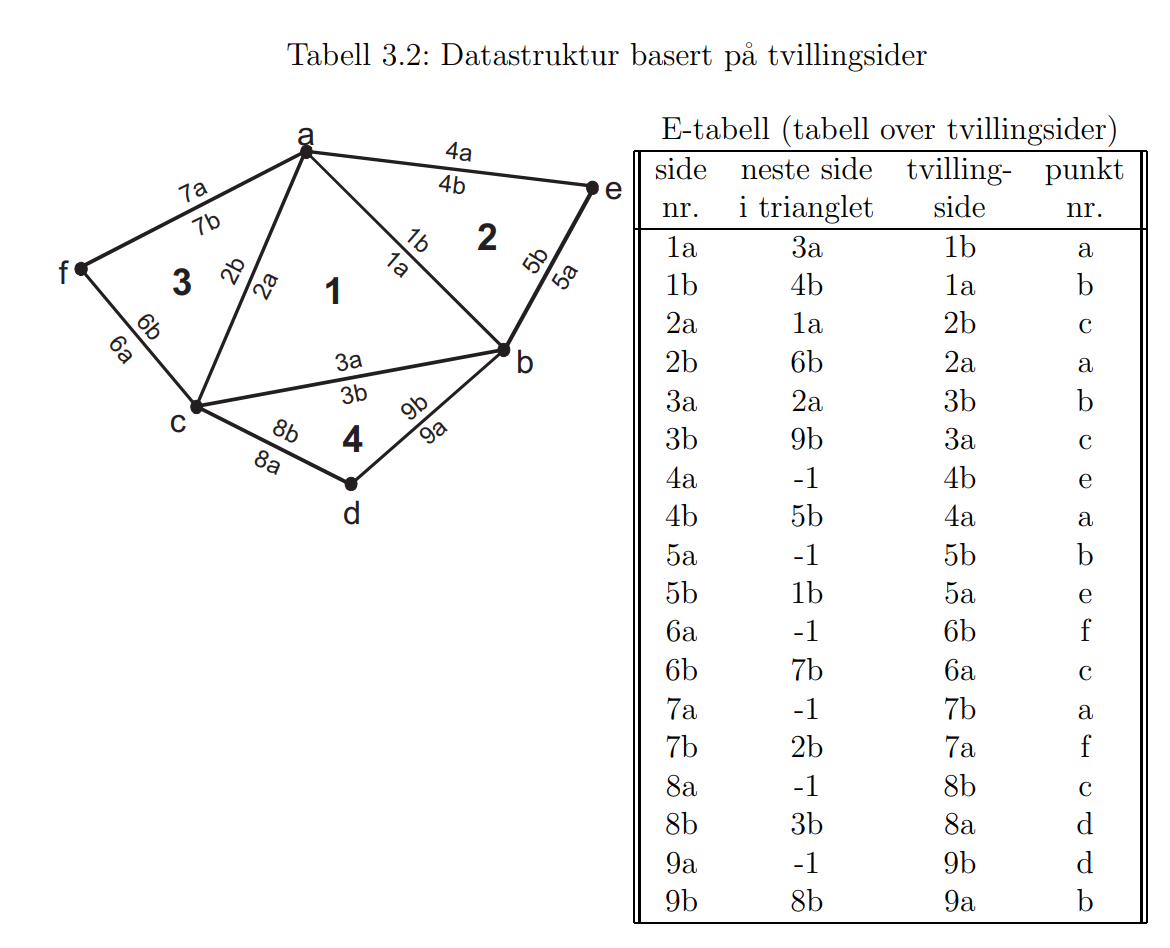 Tabell 3.2: Datastruktur basert på tvillingsider
a
4a
4b
e
7a
7b
1b
1a
2
5b
5a
f
3
2b
2a
1
6b
6a
3a
3b
b
c
8b
8a
4
9b
9a
d
E-tabell (tabell over tvillingsider)
side neste side tvilling- punkt
nr. i trianglet side nr.
1a 3a 1b a
1b 4b 1a b
2a 1a 2b c
2b 6b 2a a
3a 2a 3b b
3b 9b 3a c
4a -1 4b e
4b 5b 4a a
5a -1 5b b
5b 1b 5a e
6a -1 6b f
6b 7b 6a c
7a -1 7b a
7b 2b 7a f
8a -1 8b c
8b 3b 8a d
9a -1 9b d
9b 8b 9a b